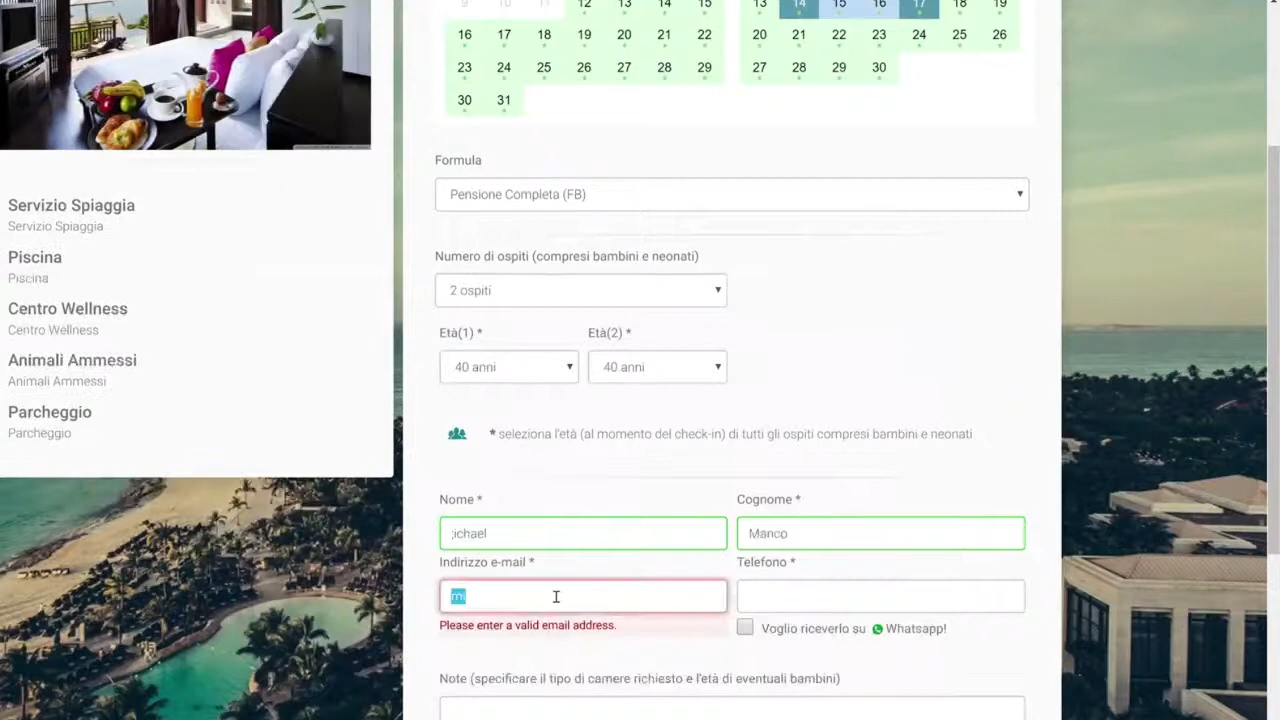 9 10 11 12 13 14 15
16 17 18 19 20 21 22
23 24 25 26 27 28 29
30 31
13 14 15 16 17 18 19
20 21 22 23 24 25 26
27 28 29 30
Servizio Spiaggia
Servizio Spiaggia
Piscina
Piscina
Centro Wellness
Centro Wellness
Animali Ammessi
Animali Ammessi
Parcheggio
Parcheggio
Formula
Pensione Completa (FB)
Numero di ospiti (compresi bambini e neonati)
2 ospiti
Età(1) * Età(2) *
40 anni 40 anni
* seleziona l'età (al momento del check-in) di tutti gli ospiti compresi bambini e neonati
Nome * Cognome *
;ichael Manco
Indirizzo e-mail * Telefono *
mi
Please enter a valid email address.
Voglio riceverlo su Whatsapp!
Note (specificare il tipo di camere richiesto e l'età di eventuali bambini)